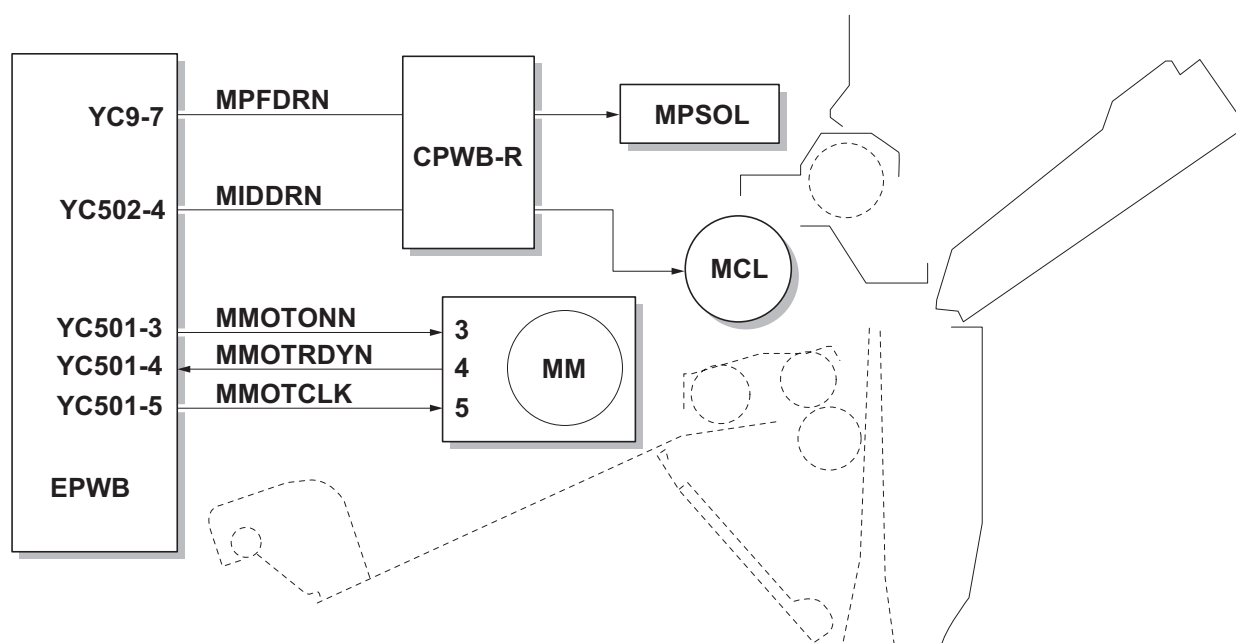 YC9-7 MPFDRN
MPSOL
CPWB-R
YC502-4 MIDDRN
MCL
YC501-3 MMOTONN 3
YC501-4 MMOTRDYN 4
MM
YC501-5 MMOTCLK 5
EPWB